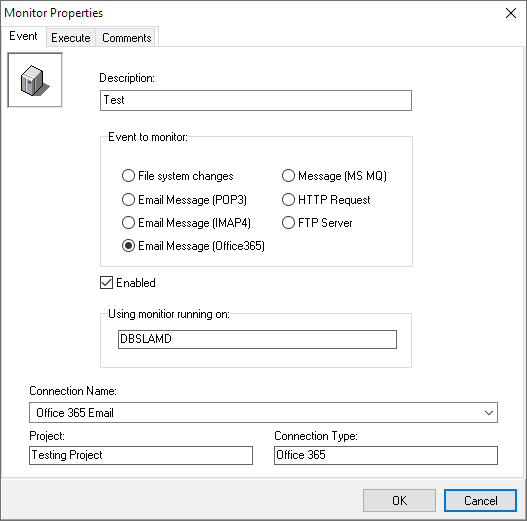 Monitor Properties
Event Execute Comments
Description:
Test
Event to monitor:
File system changes
Message (MS MQ)
Email Message (POP3)
HTTP Request
Email Message (IMAP4)
FTP Server
Email Message (Office365)
Enabled
Using monitior running on:
DBSLAMD
Connection Name:
Office 365 Email
Project:
Connection Type:
Testing Project
Office 365
OK
Cancel